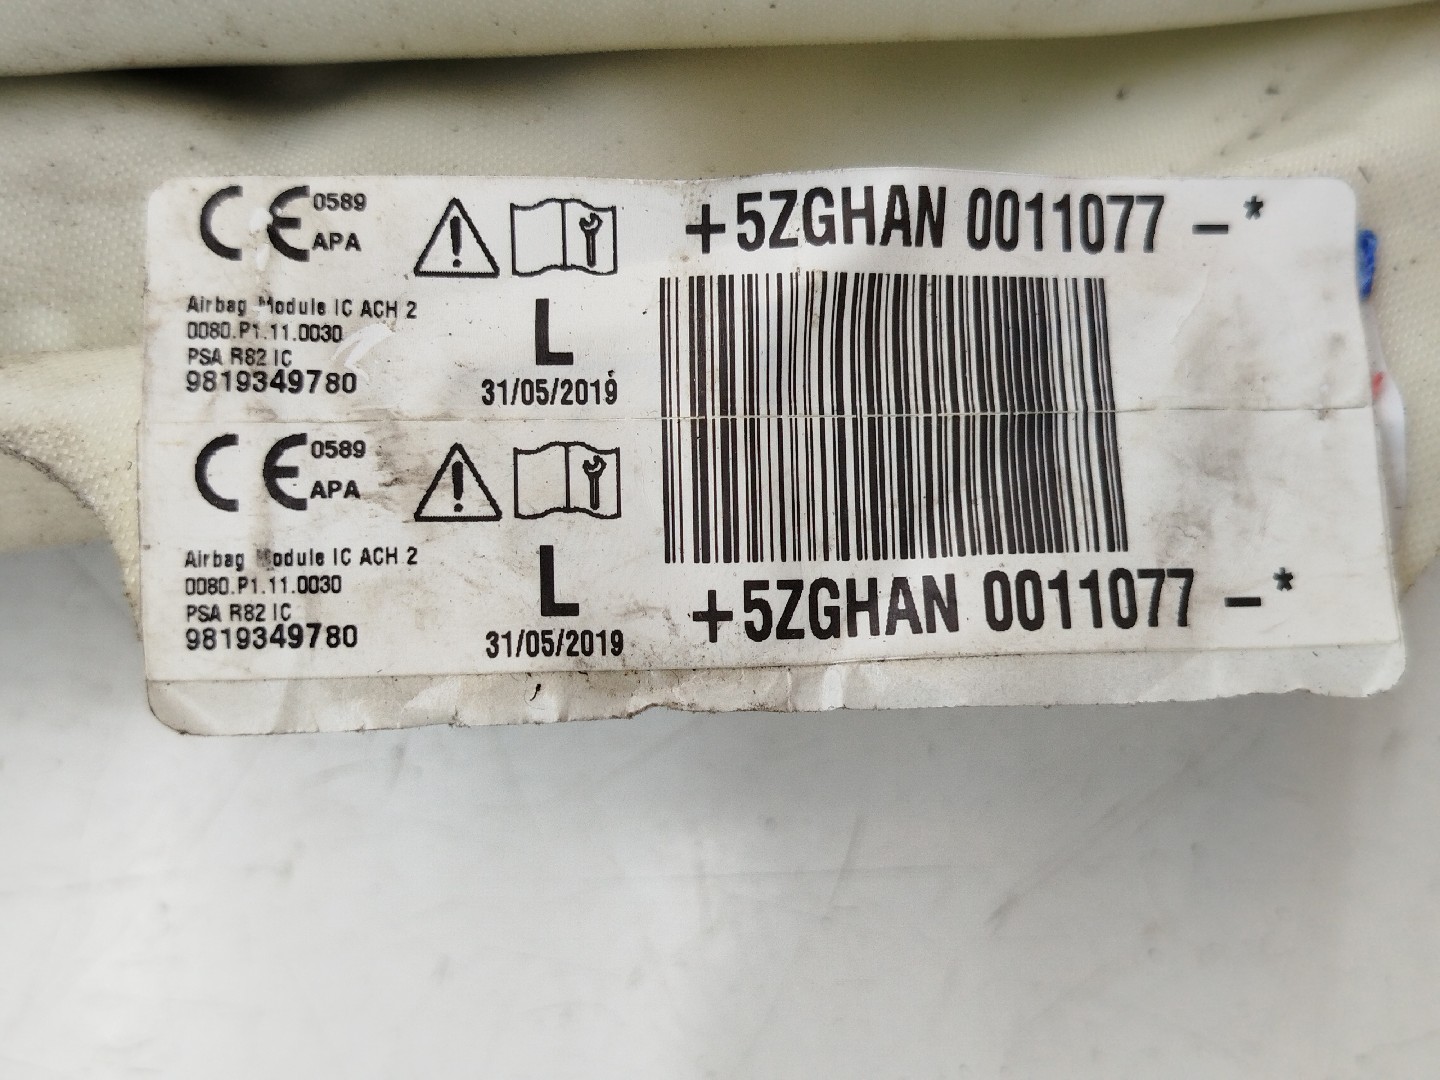 CE 0589
APA
Airbag Module IC ACH 2
0080.P1.11.0030
PSA R82 IC
9819349780
L
31/05/2019
+5ZGHAN 0011077 -*
CE 0589
APA
Airbag Module IC ACH 2
0080.P1.11.0030
PSA R82 IC
9819349780
L
31/05/2019
+5ZGHAN 0011077 -*